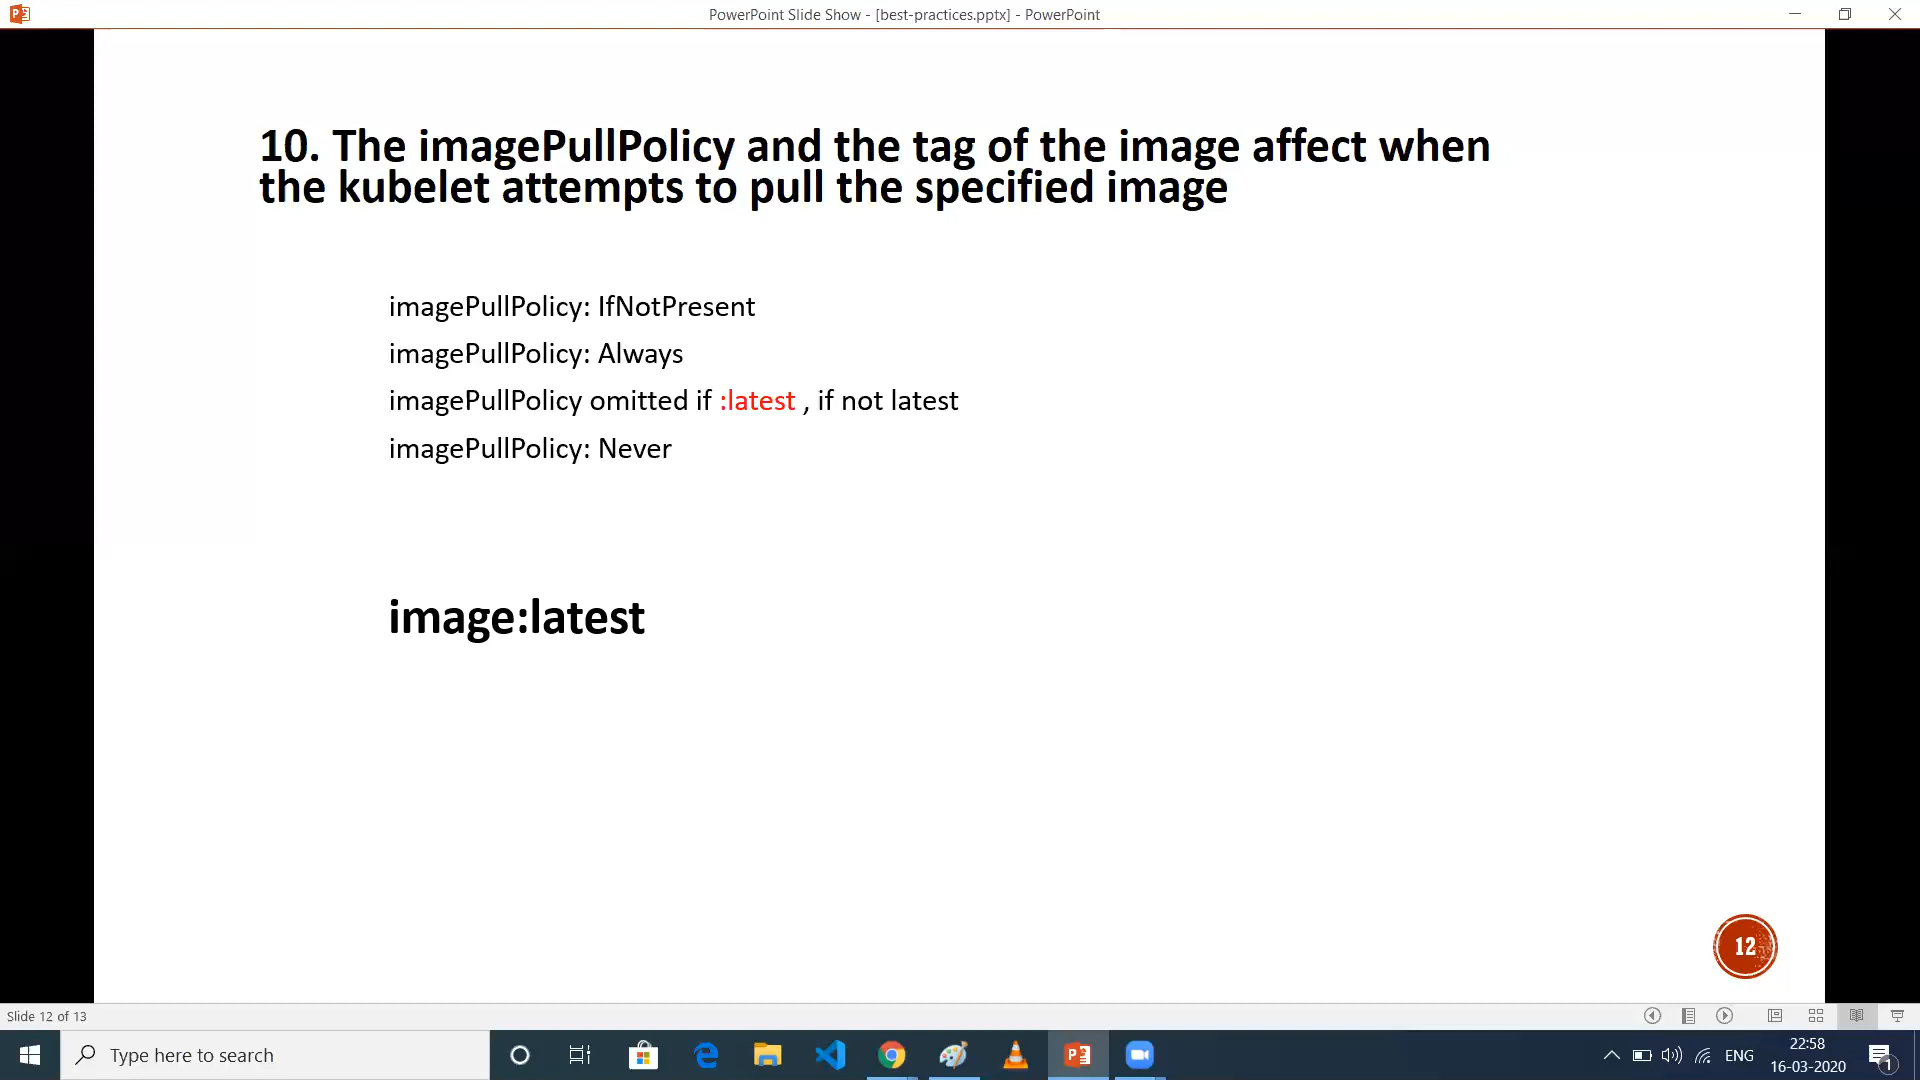 PowerPoint Slide Show - [best-practices.pptx] - PowerPoint
10. The imagePullPolicy and the tag of the image affect when
the kubelet attempts to pull the specified image
imagePullPolicy: IfNotPresent
imagePullPolicy: Always
imagePullPolicy omitted if :latest , if not latest
imagePullPolicy: Never
image:latest
12
Slide 12 of 13
Type here to search
ENG
22:58
16-03-2020
1